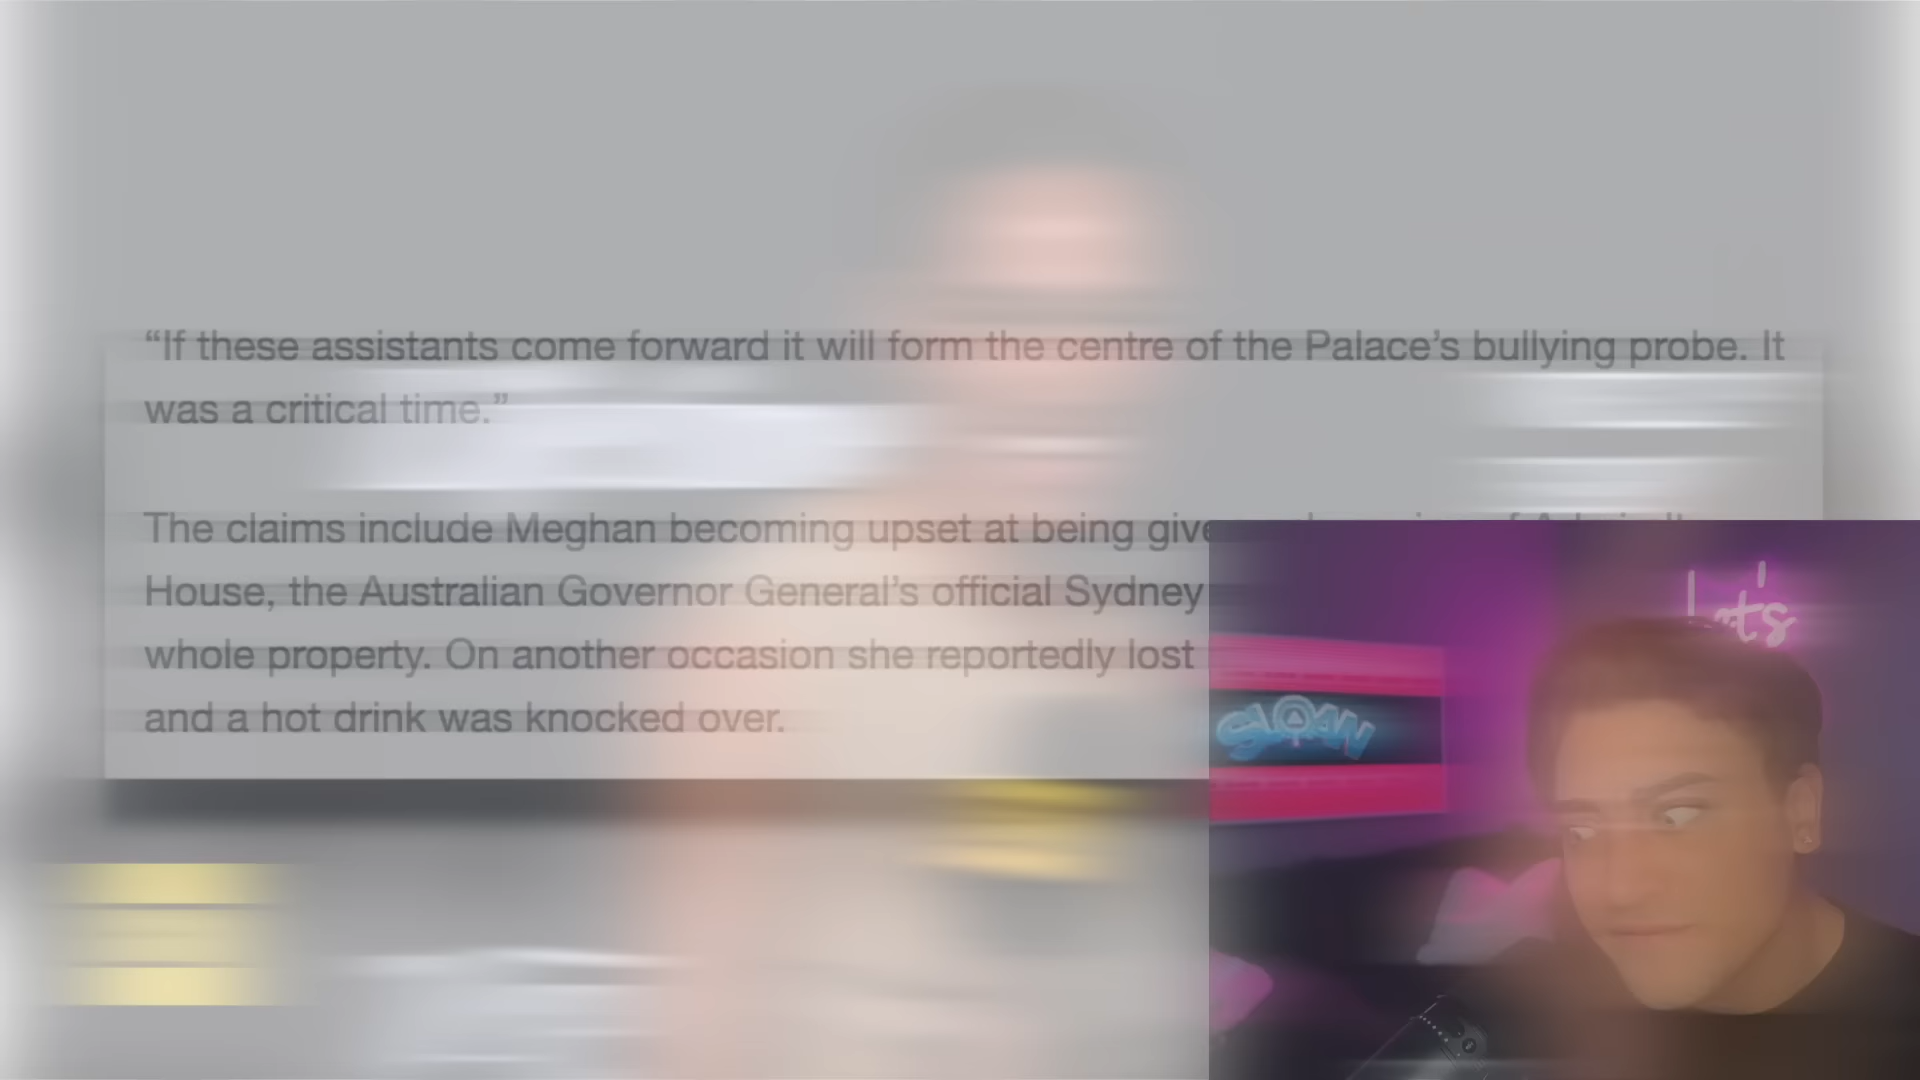 “If these assistants come forward it will form the centre of the Palace’s bullying probe. It
was a critical time.”
The claims include Meghan becoming upset at being
House, the Australian Governor General’s official Sydney
whole property. On another occasion she reportedly lost
and a hot drink was knocked over.
SLOAN